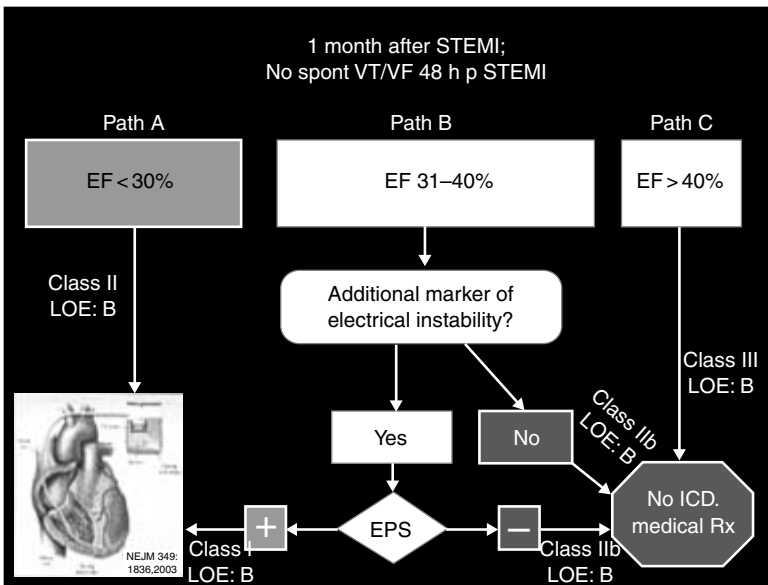 1 month after STEMI;
No spont VT/VF 48 h p STEMI
Path A
Path B
Path C
EF < 30%
EF 31–40%
EF > 40%
Class II
LOE: B
Additional marker of
electrical instability?
Class III
LOE: B
Yes
No
Class IIb
LOE: B
No ICD.
medical Rx
+
EPS
–
NEJM 349:
1836,2003
Class I
LOE: B
Class IIb
LOE: B